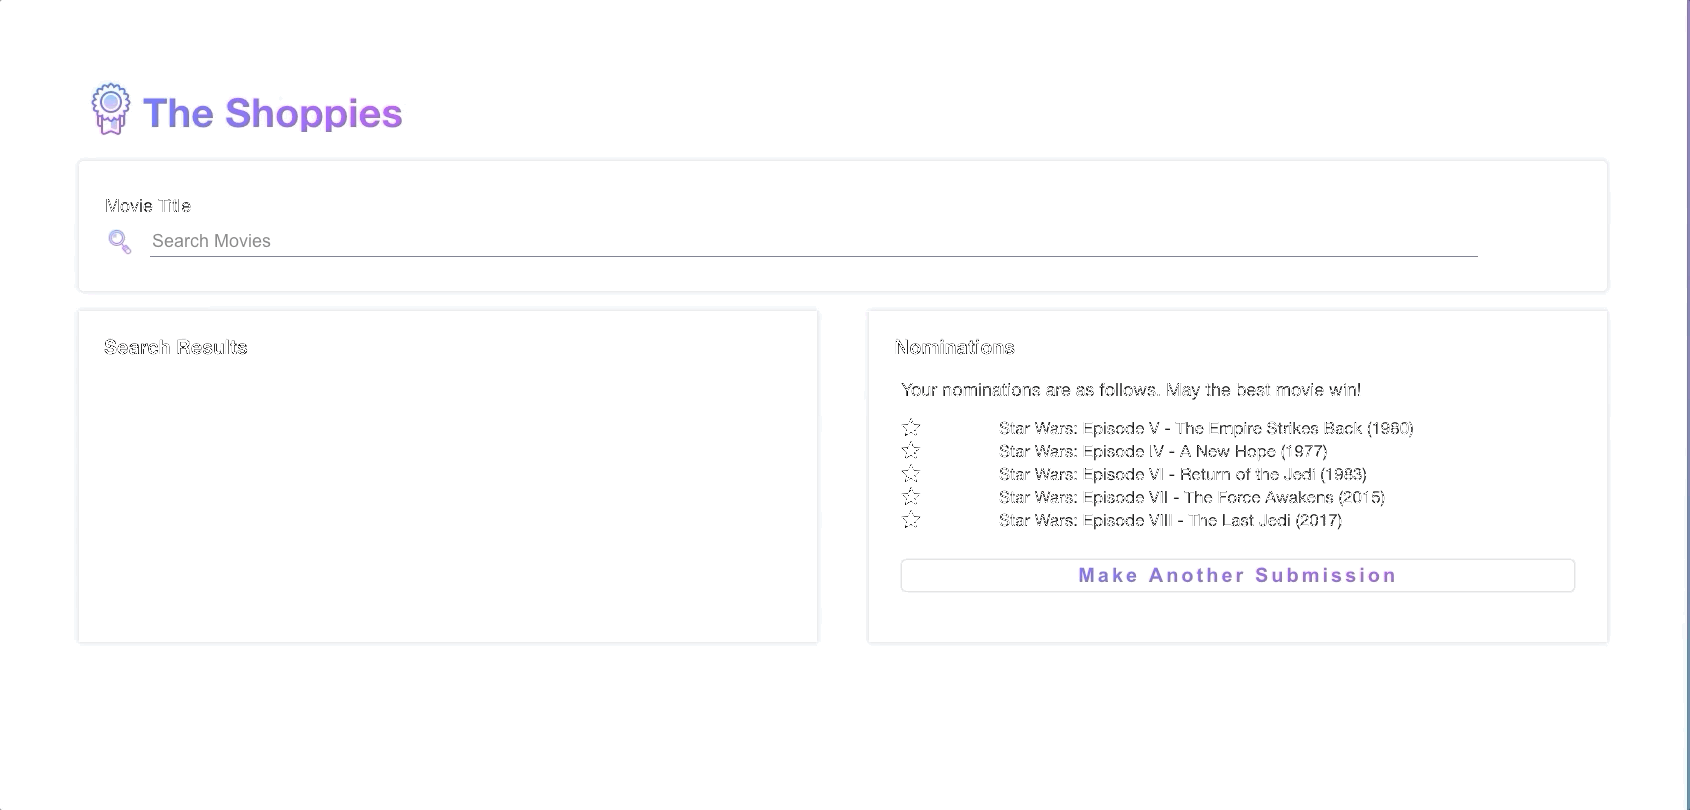 The Shoppies
Movie Title
Search Movies
Search Results
Nominations
Your nominations are as follows. May the best movie win!
Star Wars: Episode V - The Empire Strikes Back (1980)
Star Wars: Episode IV - A New Hope (1977)
Star Wars: Episode VI - Return of the Jedi (1983)
Star Wars: Episode VII - The Force Awakens (2015)
Star Wars: Episode VIII - The Last Jedi (2017)
Make Another Submission